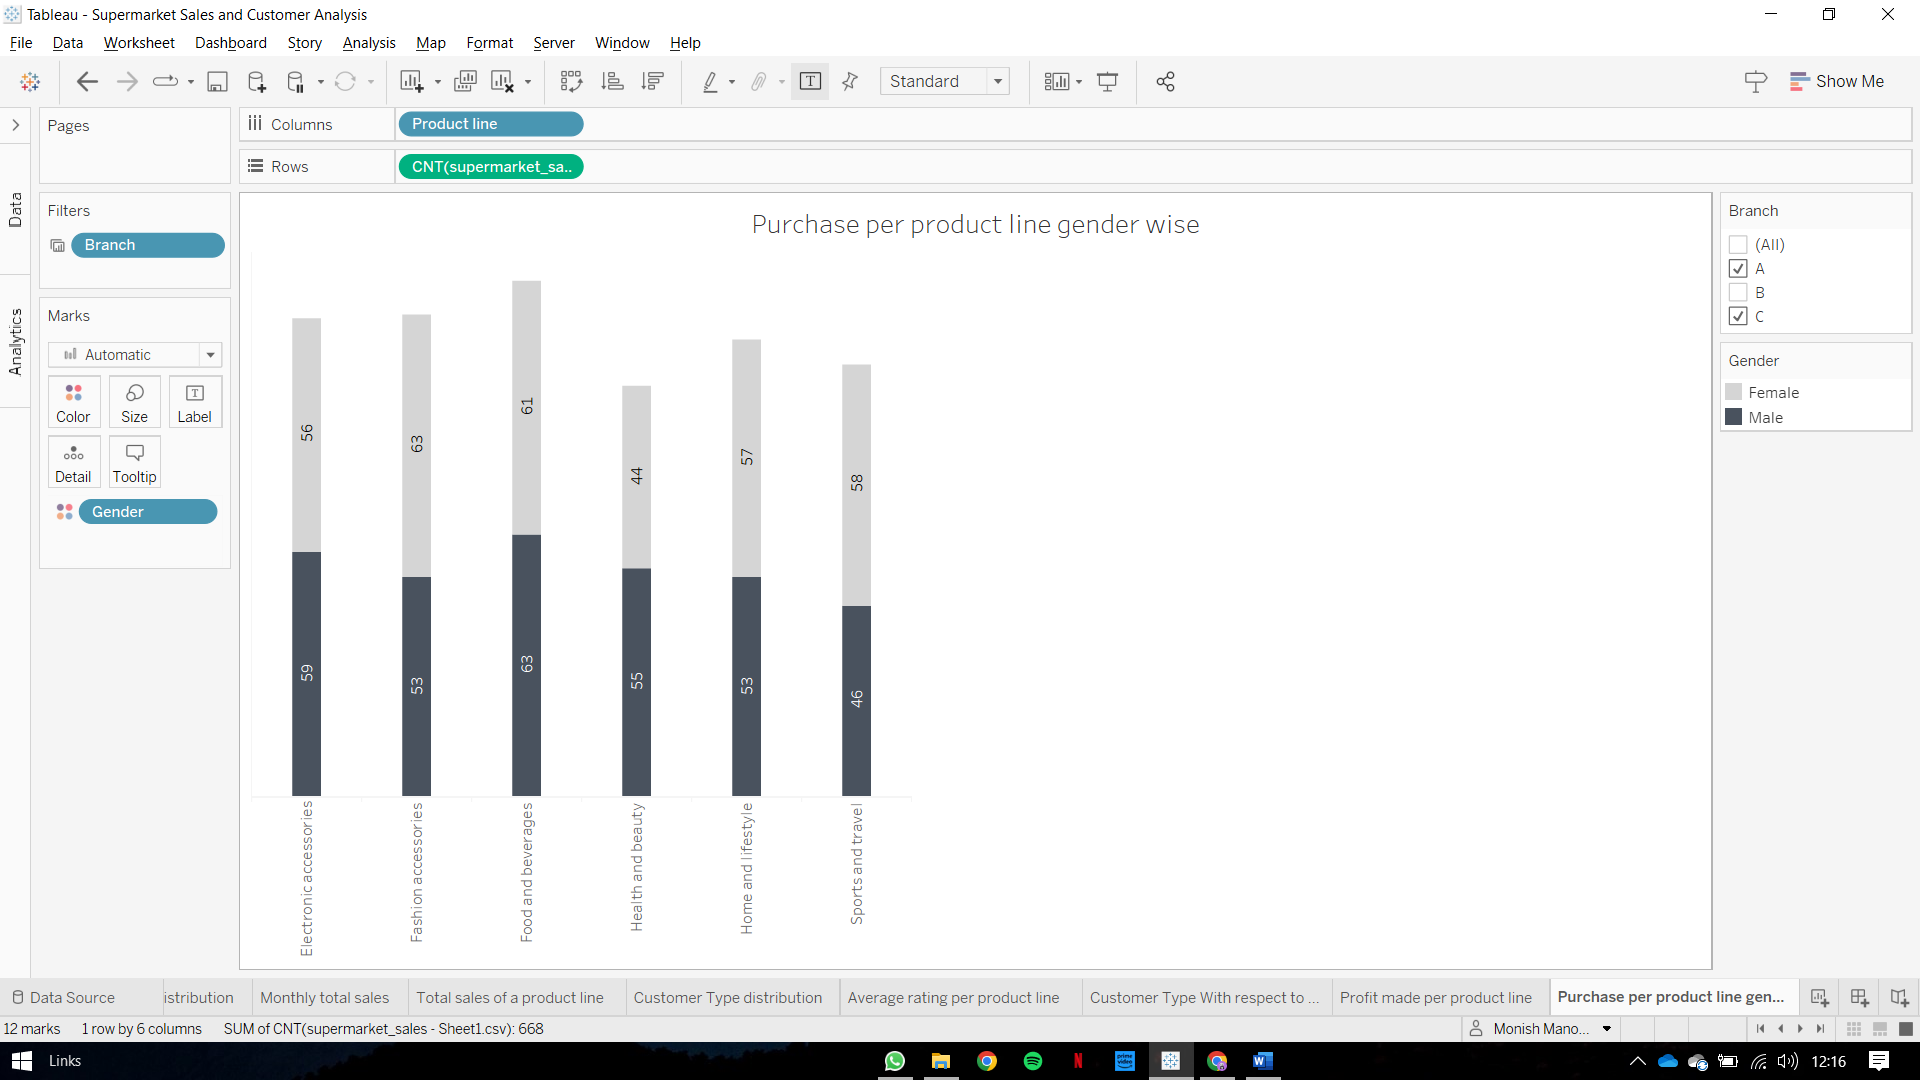 Tableau - Supermarket Sales and Customer Analysis
File Data Worksheet Dashboard Story Analysis Map Format Server Window Help
Standard
Show Me
Pages
Columns
Product line
Rows
CNT(supermarket_sa..
Data
Analytics
Filters
Branch
Marks
Automatic
Color Size Label
Detail Tooltip
Gender
Purchase per product line gender wise
56 63 61 44 57 58
59 53 63 55 53 46
Electronic accessories
Fashion accessories
Food and beverages
Health and beauty
Home and lifestyle
Sports and travel
Branch
(All)
A
B
C
Gender
Female
Male
Data Source istribution Monthly total sales Total sales of a product line Customer Type distribution Average rating per product line Customer Type With respect to ... Profit made per product line Purchase per product line gen...
12 marks 1 row by 6 columns SUM of CNT(supermarket_sales - Sheet1.csv): 668 Monish Mano...
Links 12:16